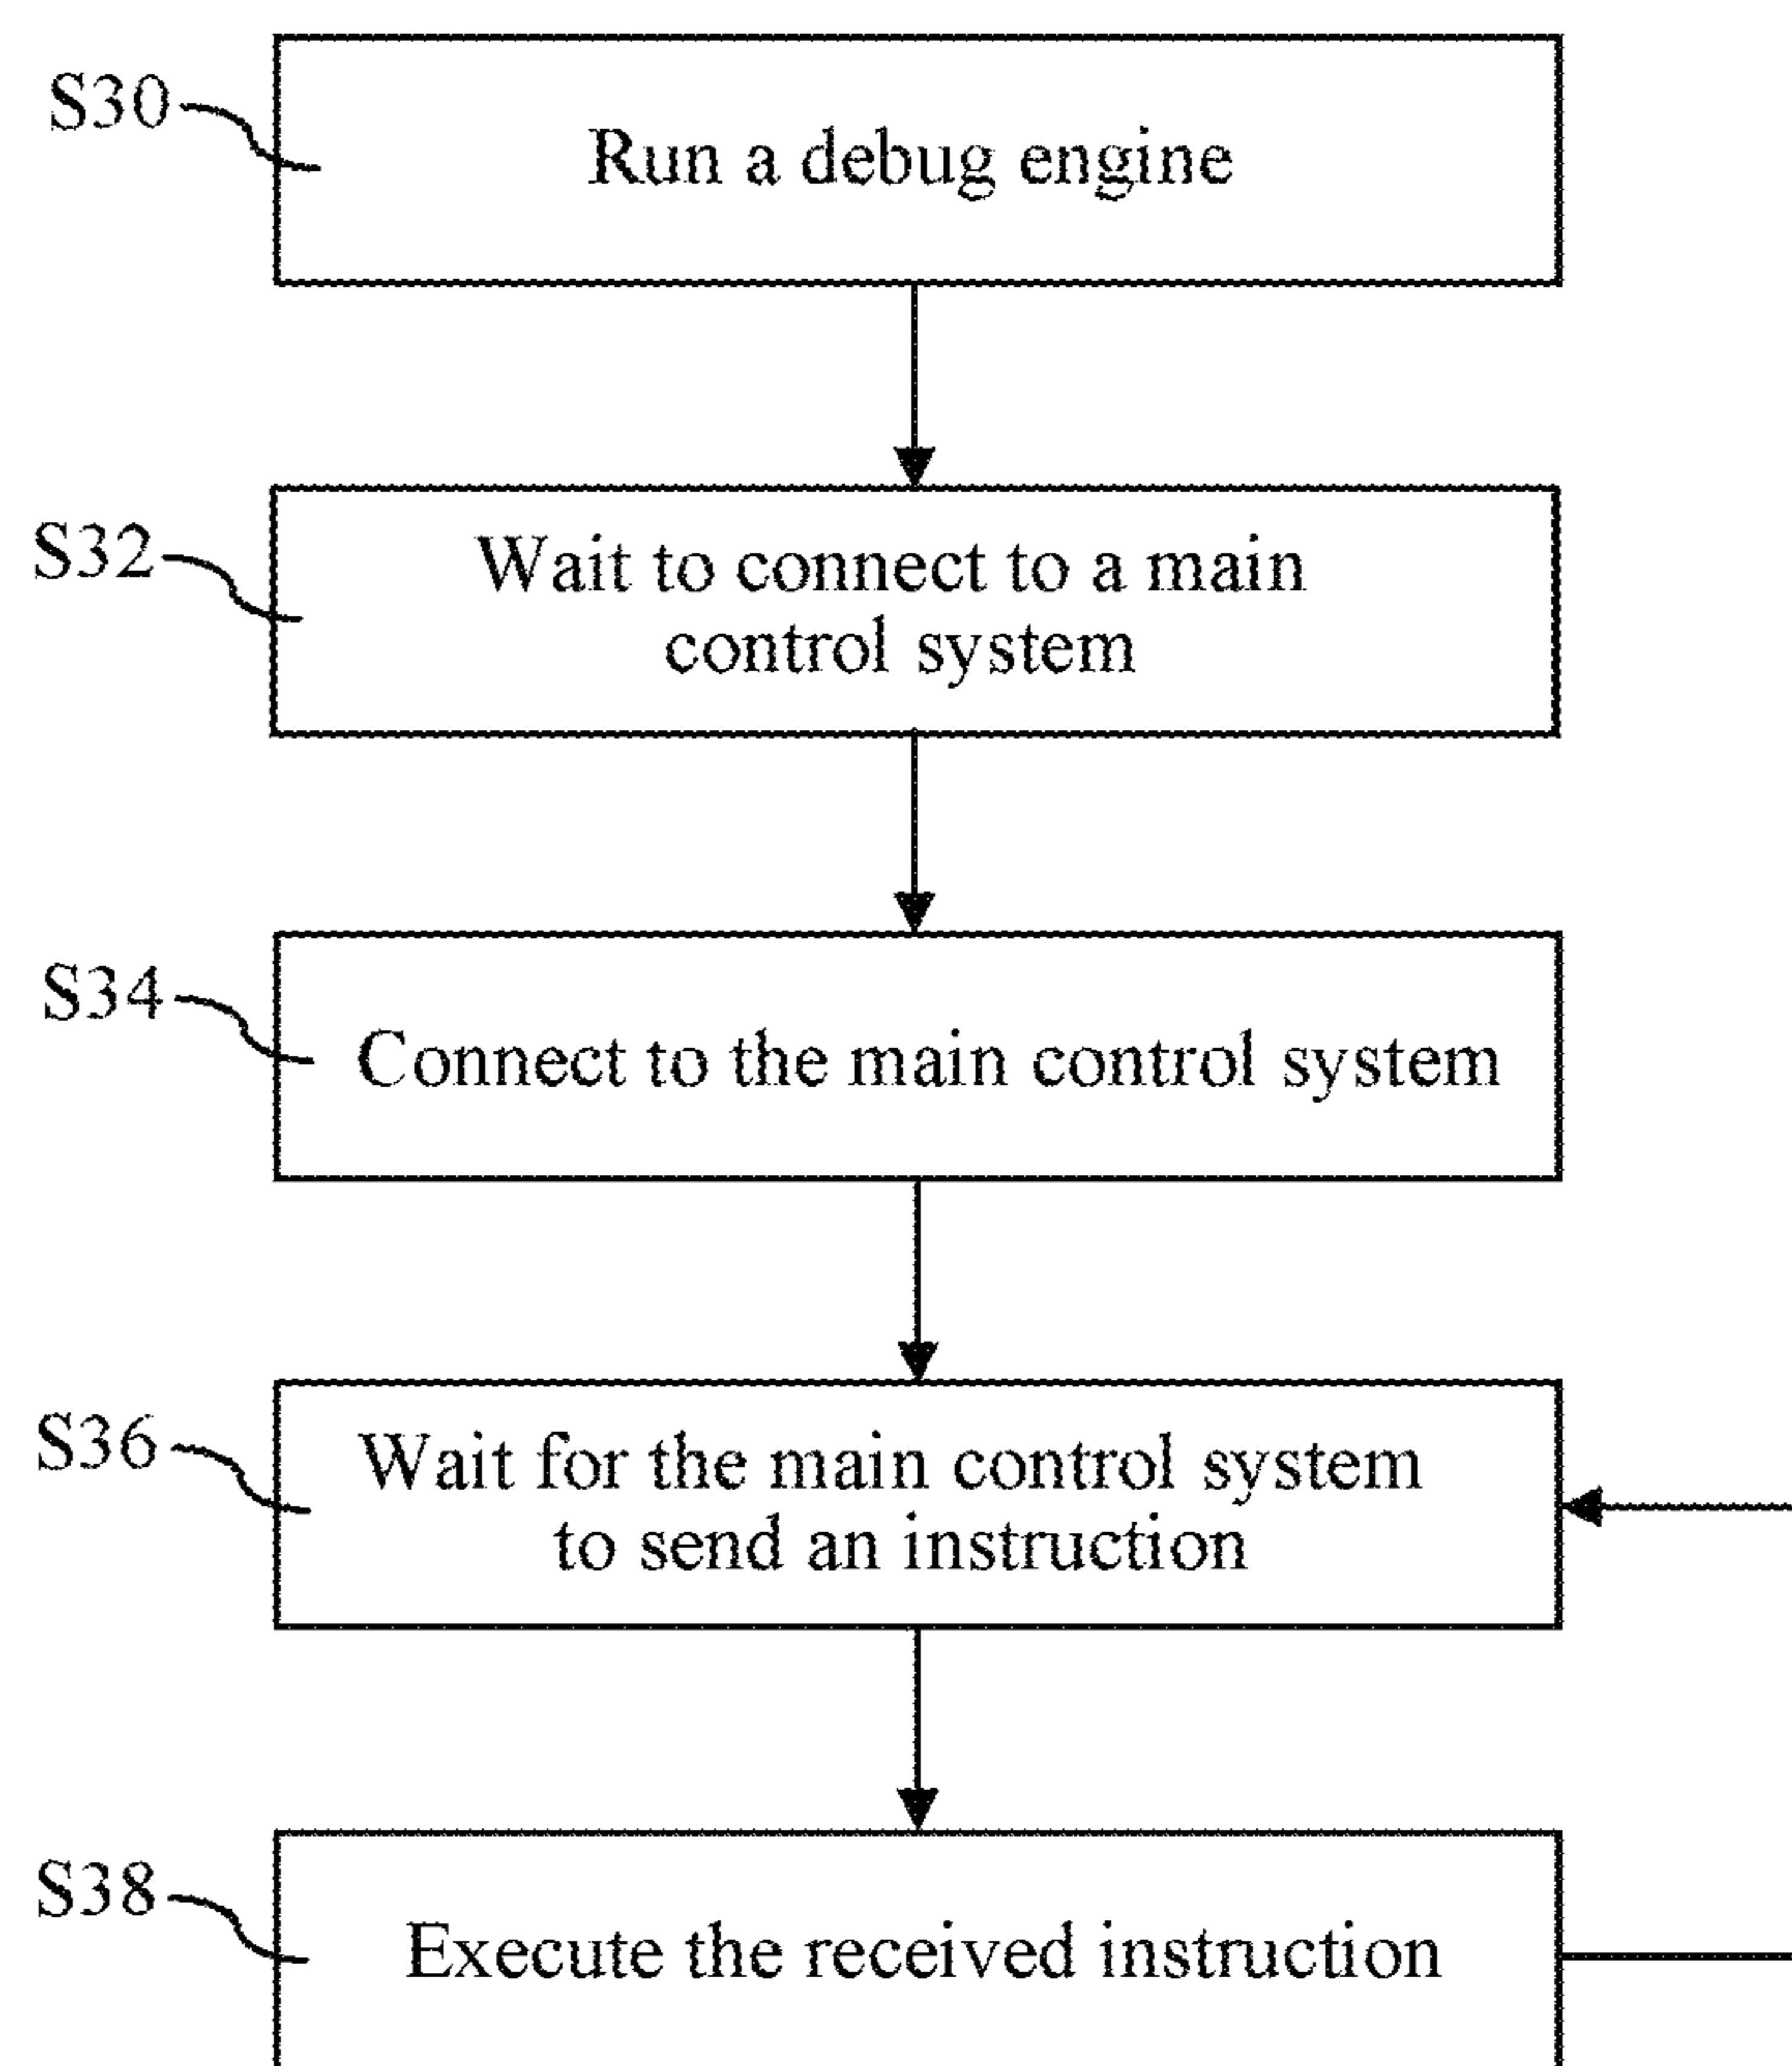 S30
Run a debug engine
S32
Wait to connect to a main
control system
S34
Connect to the main control system
S36
Wait for the main control system
to send an instruction
S38
Execute the received instruction